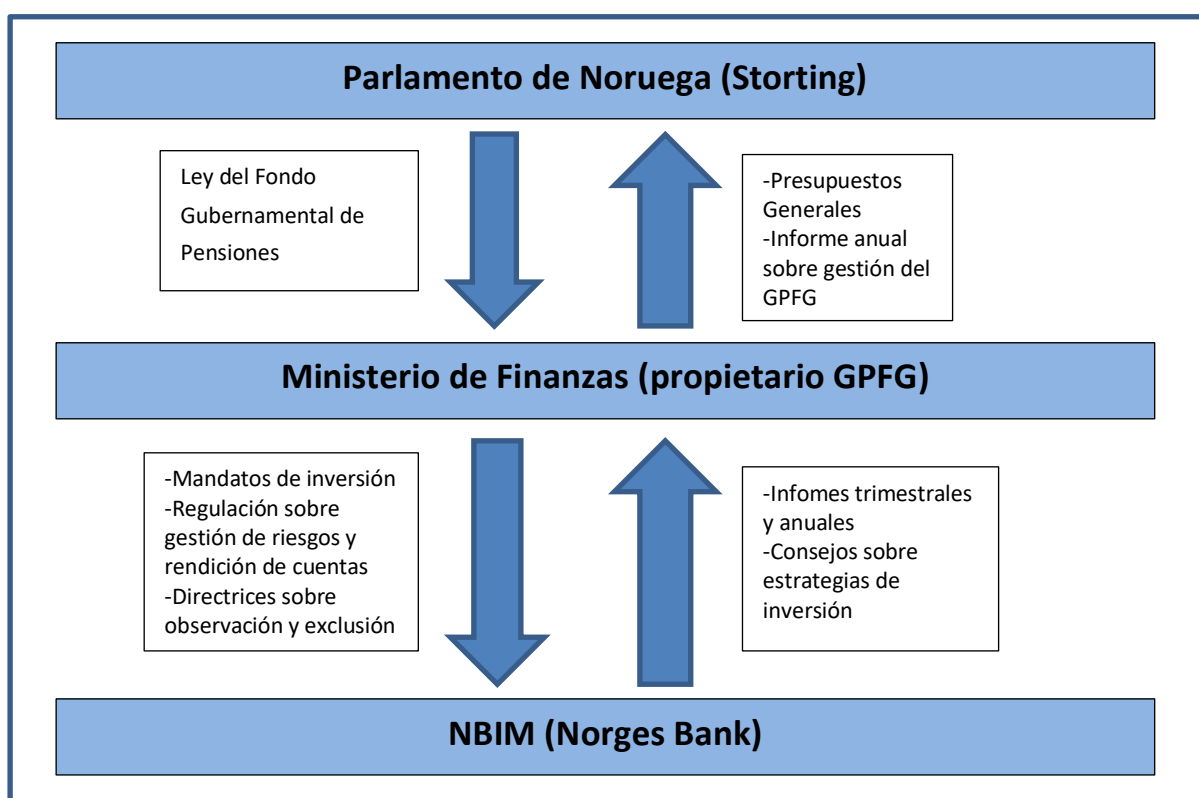 Parlamento de Noruega (Storting)
Ley del Fondo
Gubernamental de
Pensiones
-Presupuestos
Generales
-Informe anual
sobre gestión del
GPFG
Ministerio de Finanzas (propietario GPFG)
-Mandatos de inversión
-Regulación sobre
gestión de riesgos y
rendición de cuentas
-Directrices sobre
observación y exclusión
-Infomes trimestrales
y anuales
-Consejos sobre
estrategias de
inversión
NBIM (Norges Bank)